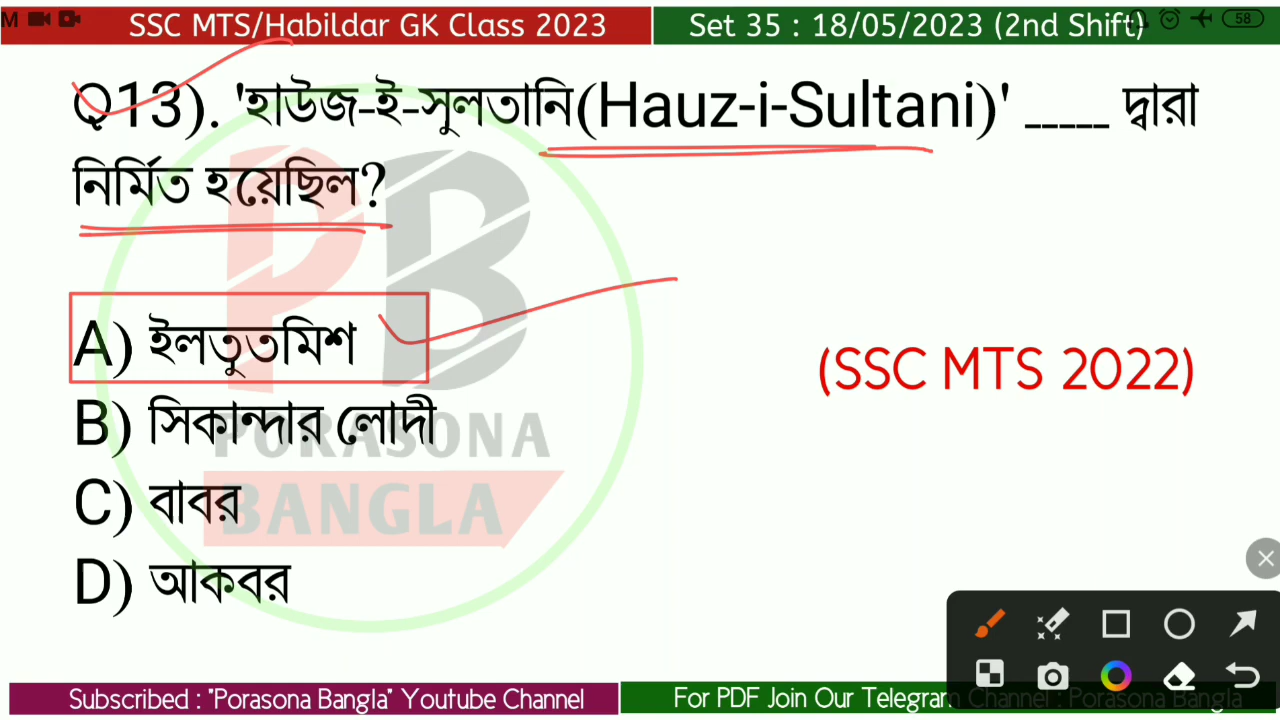 M
58
SSC MTS/Habildar GK Class 2023
Set 35 : 18/05/2023 (2nd Shift)
Q13). 'হাউজ-ই-সুলতানি(Hauz-i-Sultani)' _____ দ্বারা
নির্মিত হয়েছিল?
A) ইলতুতমিশ
(SSC MTS 2022)
B) সিকান্দার লোদী
C) বাবর
D) আকবর
PB
PORASONA
BANGLA
Subscribed : "Porasona Bangla" Youtube Channel
For PDF Join Our Telegram Channel : Porasona Bangla